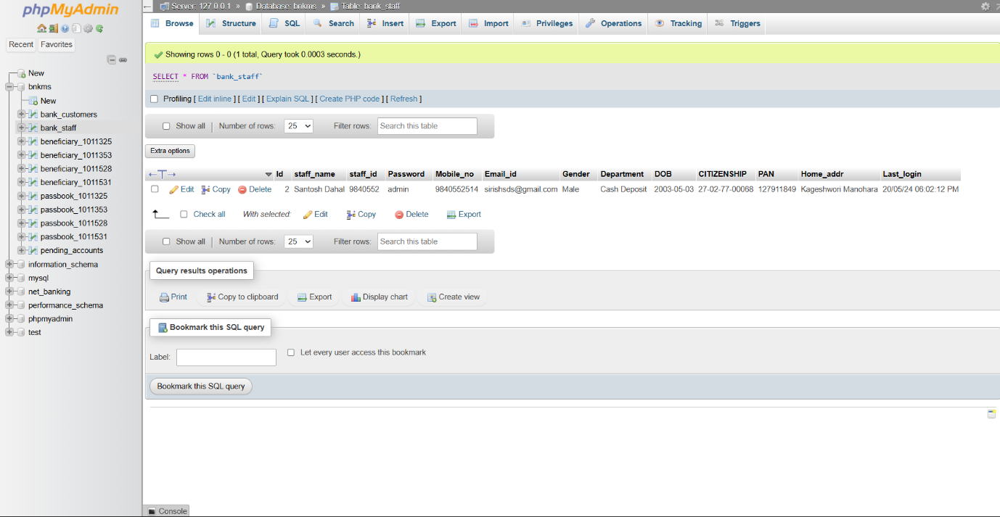 phpMyAdmin
Recent Favorites
New
bnkms
New
bank_customers
bank_staff
beneficiary_1011325
beneficiary_1011353
beneficiary_1011528
beneficiary_1011531
passbook_1011325
passbook_1011353
passbook_1011528
passbook_1011531
pending_accounts
information_schema
mysql
net_banking
performance_schema
phpmyadmin
test
Server: 127.0.0.1 » Database: bnkms » Table: bank_staff
Browse Structure SQL Search Insert Export Import Privileges Operations Tracking Triggers
Showing rows 0 - 0 (1 total, Query took 0.0003 seconds.)
SELECT * FROM `bank_staff`
Profiling [ Edit inline ] [ Edit ] [ Explain SQL ] [ Create PHP code ] [ Refresh ]
Show all | Number of rows: 25 Filter rows: Search this table
Extra options
←T→ Id staff_name staff_id Password Mobile_no Email_id Gender Department DOB CITIZENSHIP PAN Home_addr Last_login
Edit Copy Delete 2 Santosh Dahal 9840552 admin 9840552514 sirishsds@gmail.com Male Cash Deposit 2003-05-03 27-02-77-00068 127911849 Kageshwori Manohara 20/05/24 06:02:12 PM
Check all With selected: Edit Copy Delete Export
Show all | Number of rows: 25 Filter rows: Search this table
Query results operations
Print Copy to clipboard Export Display chart Create view
Bookmark this SQL query
Label: Let every user access this bookmark
Bookmark this SQL query
Console